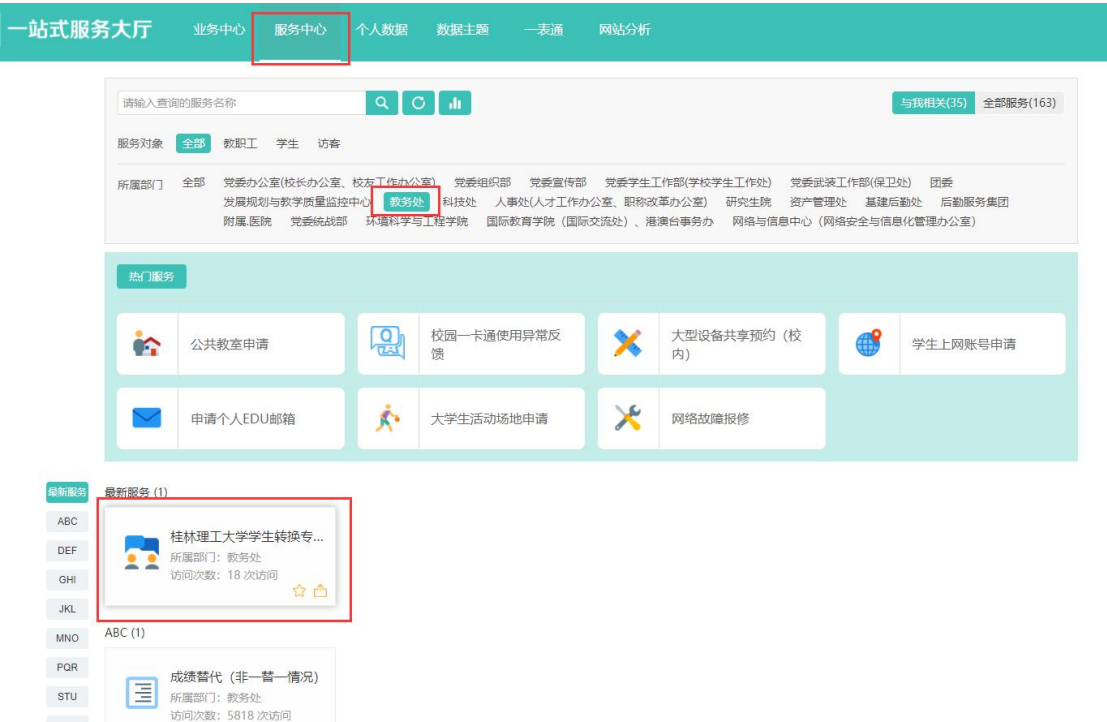 一站式服务大厅 业务中心 服务中心 个人数据 数据主题 一表通 网站分析
请输入查询的服务名称 与我相关(35) 全部服务(163)
服务对象 全部 教职工 学生 访客
所属部门 全部 党委办公室(校长办公室、校友工作办公室) 党委组织部 党委宣传部 党委学生工作部(学校学生工作处) 党委武装工作部(保卫处) 团委
发展规划与教学质量监控中心 教务处 科技处 人事处(人才工作办公室、职称改革办公室) 研究生院 资产管理处 基建后勤处 后勤服务集团
附属.医院 党委统战部 环境科学与工程学院 国际教育学院（国际交流处）、港澳台事务办 网络与信息中心（网络安全与信息化管理办公室）
热门服务
公共教室申请 校园一卡通使用异常反 大型设备共享预约（校 学生上网账号申请
馈 内）
申请个人EDU邮箱 大学生活动场地申请 网络故障报修
最新服务 最新服务 (1)
ABC
DEF
GHI
JKL
MNO
PQR
STU
桂林理工大学学生转换专...
所属部门：教务处
访问次数：18 次访问
ABC (1)
成绩替代（非一替一情况）
所属部门：教务处
访问次数：5818 次访问